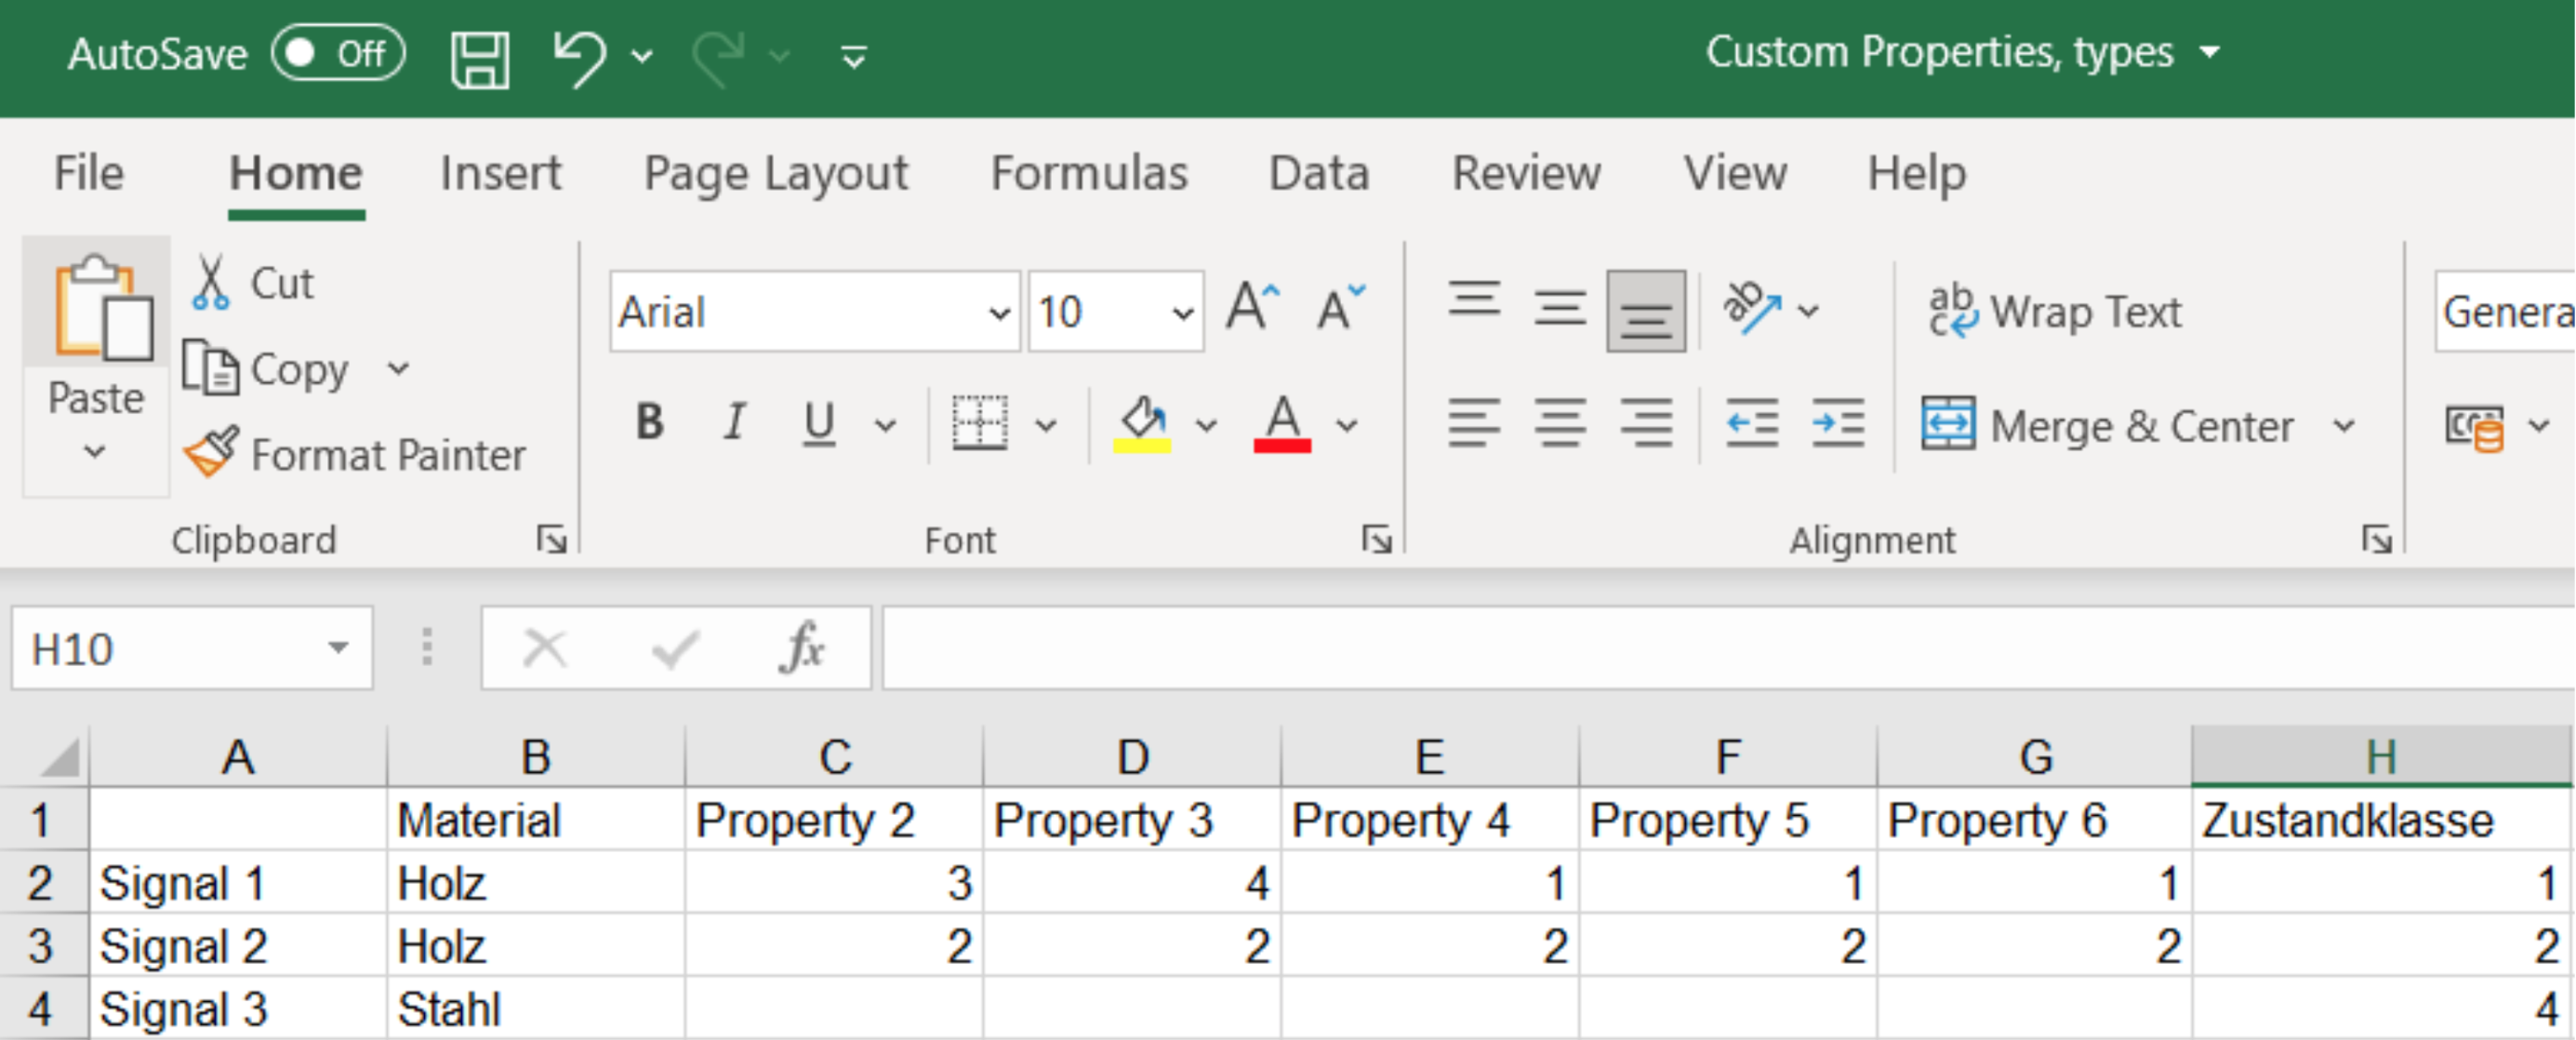 AutoSave Off Custom Properties, types
File Home Insert Page Layout Formulas Data Review View Help
Cut
Copy
Format Painter
Paste
Arial 10
B I U
ab Wrap Text
Merge & Center
Clipboard Font Alignment
H10 fx
A B C D E F G H
1 Material Property 2 Property 3 Property 4 Property 5 Property 6 Zustandklasse
2 Signal 1 Holz 3 4 1 1 1 1
3 Signal 2 Holz 2 2 2 2 2 2
4 Signal 3 Stahl 4